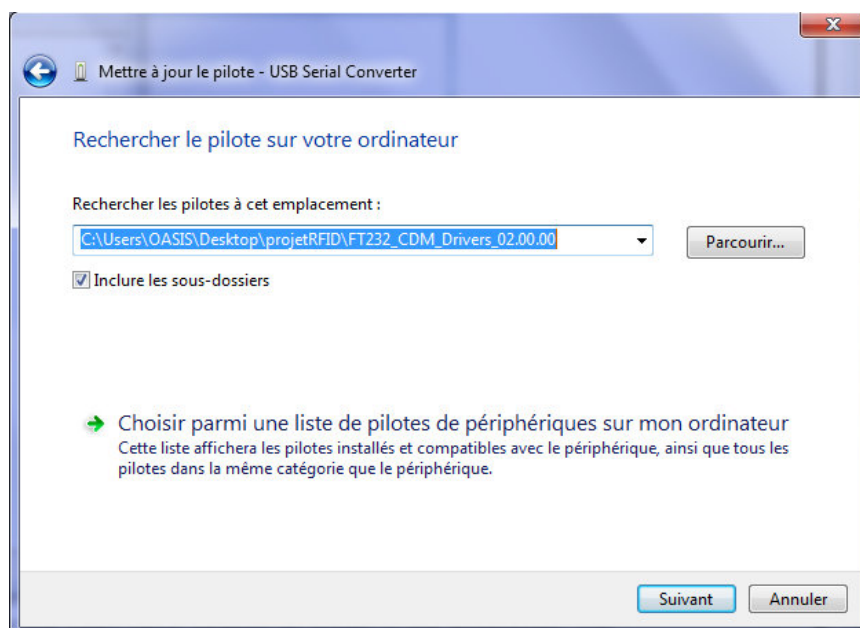 Mettre à jour le pilote - USB Serial Converter
Rechercher le pilote sur votre ordinateur
Rechercher les pilotes à cet emplacement :
C:\Users\OASIS\Desktop\projetRFID\FT232_CDM_Drivers_02.00.00
Parcourir...
Inclure les sous-dossiers
Choisir parmi une liste de pilotes de périphériques sur mon ordinateur
Cette liste affichera les pilotes installés et compatibles avec le périphérique, ainsi que tous les
pilotes dans la même catégorie que le périphérique.
Suivant
Annuler